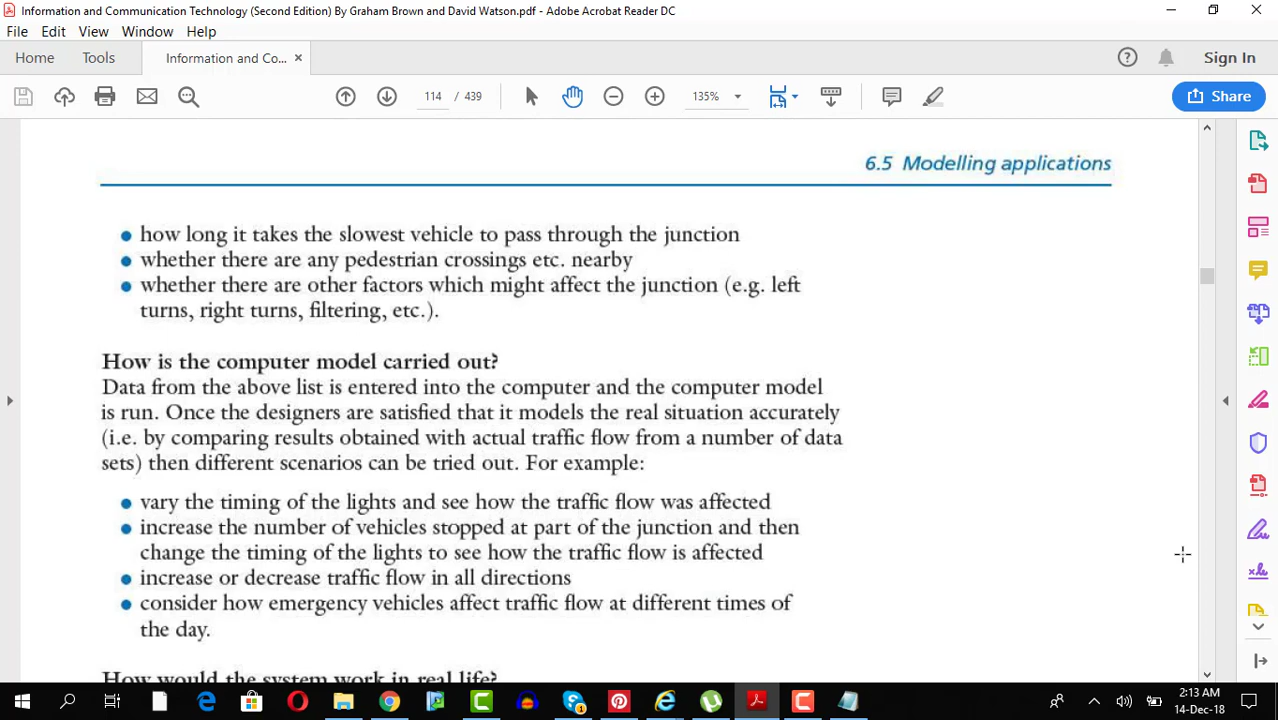 Information and Communication Technology (Second Edition) By Graham Brown and David Watson.pdf - Adobe Acrobat Reader DC
File Edit View Window Help
Home Tools Information and Co... × Sign In
114 / 439 135% Share
6.5 Modelling applications
• how long it takes the slowest vehicle to pass through the junction
• whether there are any pedestrian crossings etc. nearby
• whether there are other factors which might affect the junction (e.g. left
turns, right turns, filtering, etc.).
How is the computer model carried out?
Data from the above list is entered into the computer and the computer model
is run. Once the designers are satisfied that it models the real situation accurately
(i.e. by comparing results obtained with actual traffic flow from a number of data
sets) then different scenarios can be tried out. For example:
• vary the timing of the lights and see how the traffic flow was affected
• increase the number of vehicles stopped at part of the junction and then
change the timing of the lights to see how the traffic flow is affected
• increase or decrease traffic flow in all directions
• consider how emergency vehicles affect traffic flow at different times of
the day.
How would the system work in real life?
2:13 AM
14-Dec-18